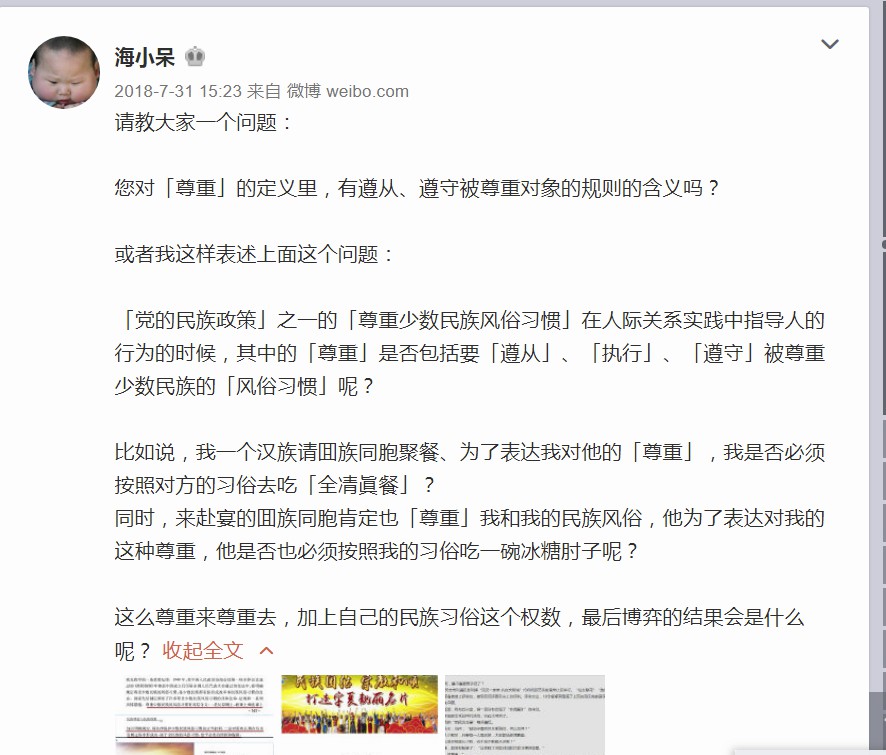 海小呆
2018-7-31 15:23 来自 微博 weibo.com
请教大家一个问题：
您对「尊重」的定义里，有遵从、遵守被尊重对象的规则的含义吗？
或者我这样表述上面这个问题：
「党的民族政策」之一的「尊重少数民族风俗习惯」在人际关系实践中指导人的
行为的时候，其中的「尊重」是否包括要「遵从」、「执行」、「遵守」被尊重
少数民族的「风俗习惯」呢？
比如说，我一个汉族请囬族同胞聚餐、为了表达我对他的「尊重」，我是否必须
按照对方的习俗去吃「全清眞餐」？
同时，来赴宴的囬族同胞肯定也「尊重」我和我的民族风俗，他为了表达对我的
这种尊重，他是否也必须按照我的习俗吃一碗冰糖肘子呢？
这么尊重来尊重去，加上自己的民族习俗这个权数，最后博弈的结果会是什么
呢？ 收起全文
打造宁夏靓丽名片